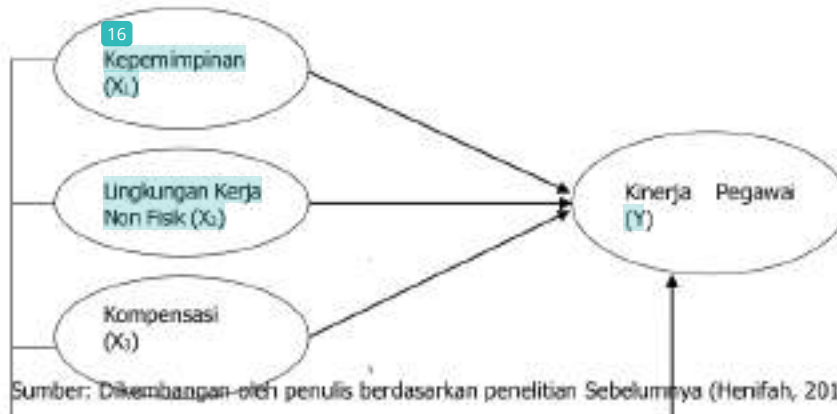 16
Kepemimpinan
(X₁)
Lingkungan Kerja
Non Fisik (X₂)
Kinerja Pegawai
(Y)
Kompensasi
(X₃)
Sumber: Dikembangan oleh penulis berdasarkan penelitian Sebelumnya (Henifah, 201